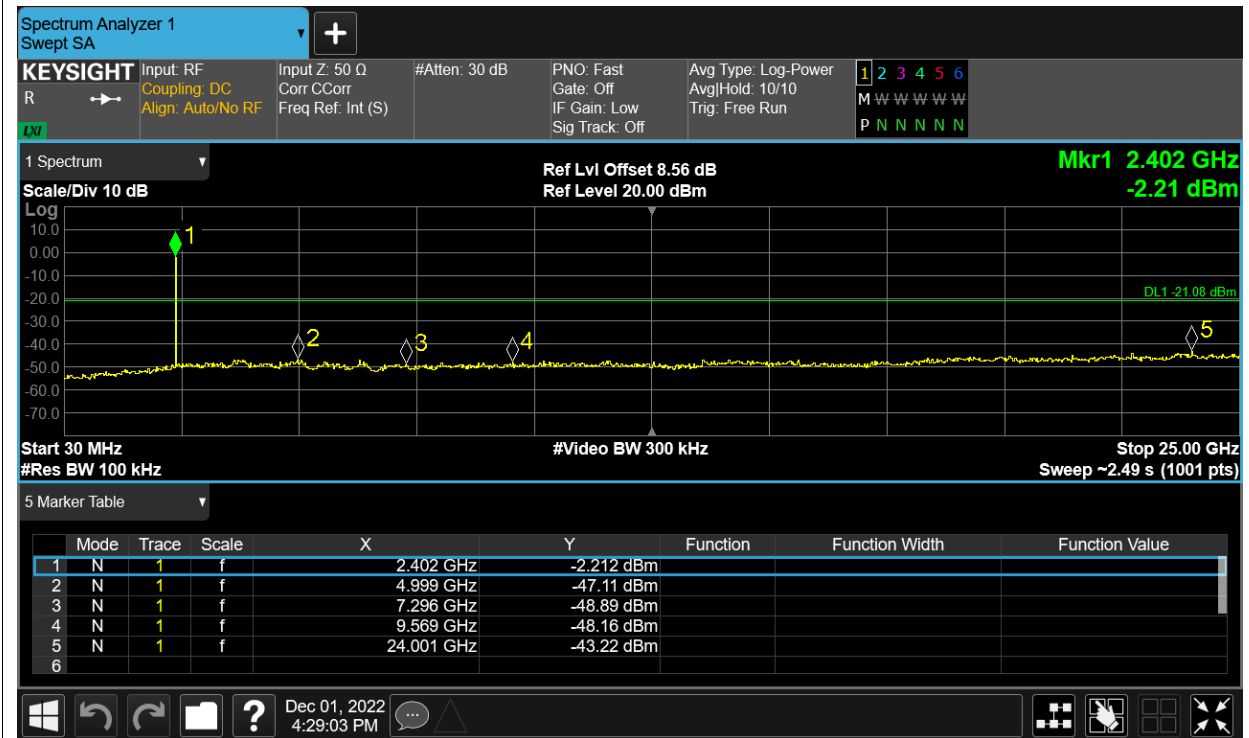 Spectrum Analyzer 1
Swept SA
+
KEYSIGHT
R
LXI
Input: RF
Coupling: DC
Align: Auto/No RF
Input Z: 50 Ω
Corr CCorr
Freq Ref: Int (S)
#Atten: 30 dB
PNO: Fast
Gate: Off
IF Gain: Low
Sig Track: Off
Avg Type: Log-Power
Avg|Hold: 10/10
Trig: Free Run
1 2 3 4 5 6
M W W W W W
P N N N N N
1 Spectrum
Scale/Div 10 dB
Ref Lvl Offset 8.56 dB
Ref Level 20.00 dBm
Mkr1 2.402 GHz
-2.21 dBm
Log
10.0
0.00
-10.0
-20.0
-30.0
-40.0
-50.0
-60.0
-70.0
1
DL1 -21.08 dBm
2
3
4
5
Start 30 MHz
#Video BW 300 kHz
Stop 25.00 GHz
#Res BW 100 kHz
Sweep ~2.49 s (1001 pts)
5 Marker Table
Mode Trace Scale X Y Function Function Width Function Value
1 N 1 f 2.402 GHz -2.212 dBm
2 N 1 f 4.999 GHz -47.11 dBm
3 N 1 f 7.296 GHz -48.89 dBm
4 N 1 f 9.569 GHz -48.16 dBm
5 N 1 f 24.001 GHz -43.22 dBm
6
?
Dec 01, 2022
4:29:03 PM